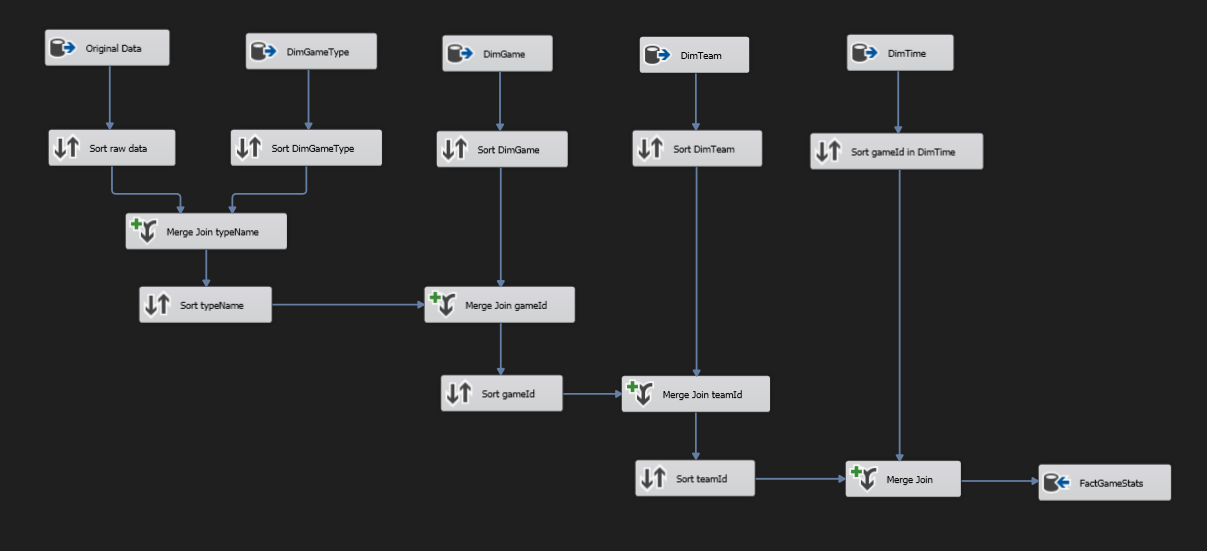 Original Data
DimGameType
DimGame
DimTeam
DimTime
Sort raw data
Sort DimGameType
Sort DimGame
Sort DimTeam
Sort gameId in DimTime
Merge Join typeName
Sort typeName
Merge Join gameId
Sort gameId
Merge Join teamId
Sort teamId
Merge Join
FactGameStats